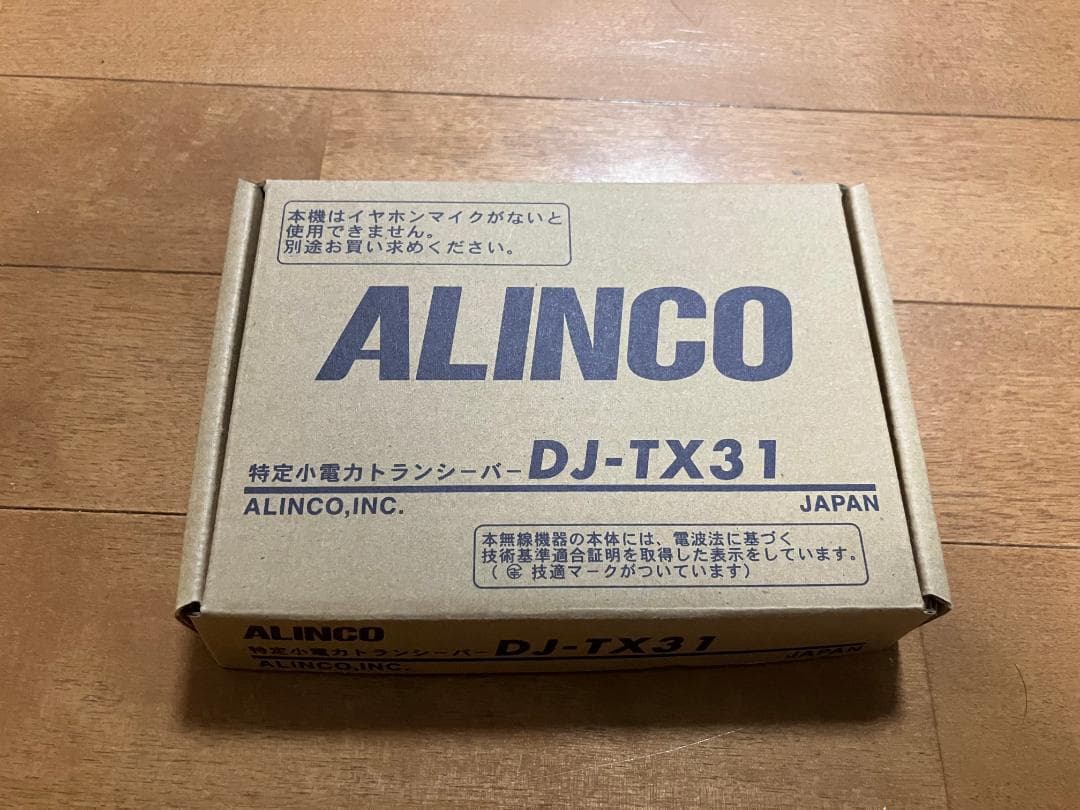 本機はイヤホンマイクがないと
使用できません。
別途お買い求めください。
ALINCO
特定小電力トランシーバー DJ-TX31
ALINCO,INC. JAPAN
本無線機器の本体には、電波法に基づく
技術基準適合証明を取得した表示をしています。
( 技適マークがついています)
ALINCO
特定小電力トランシーバー DJ-TX31
ALINCO,INC. JAPAN